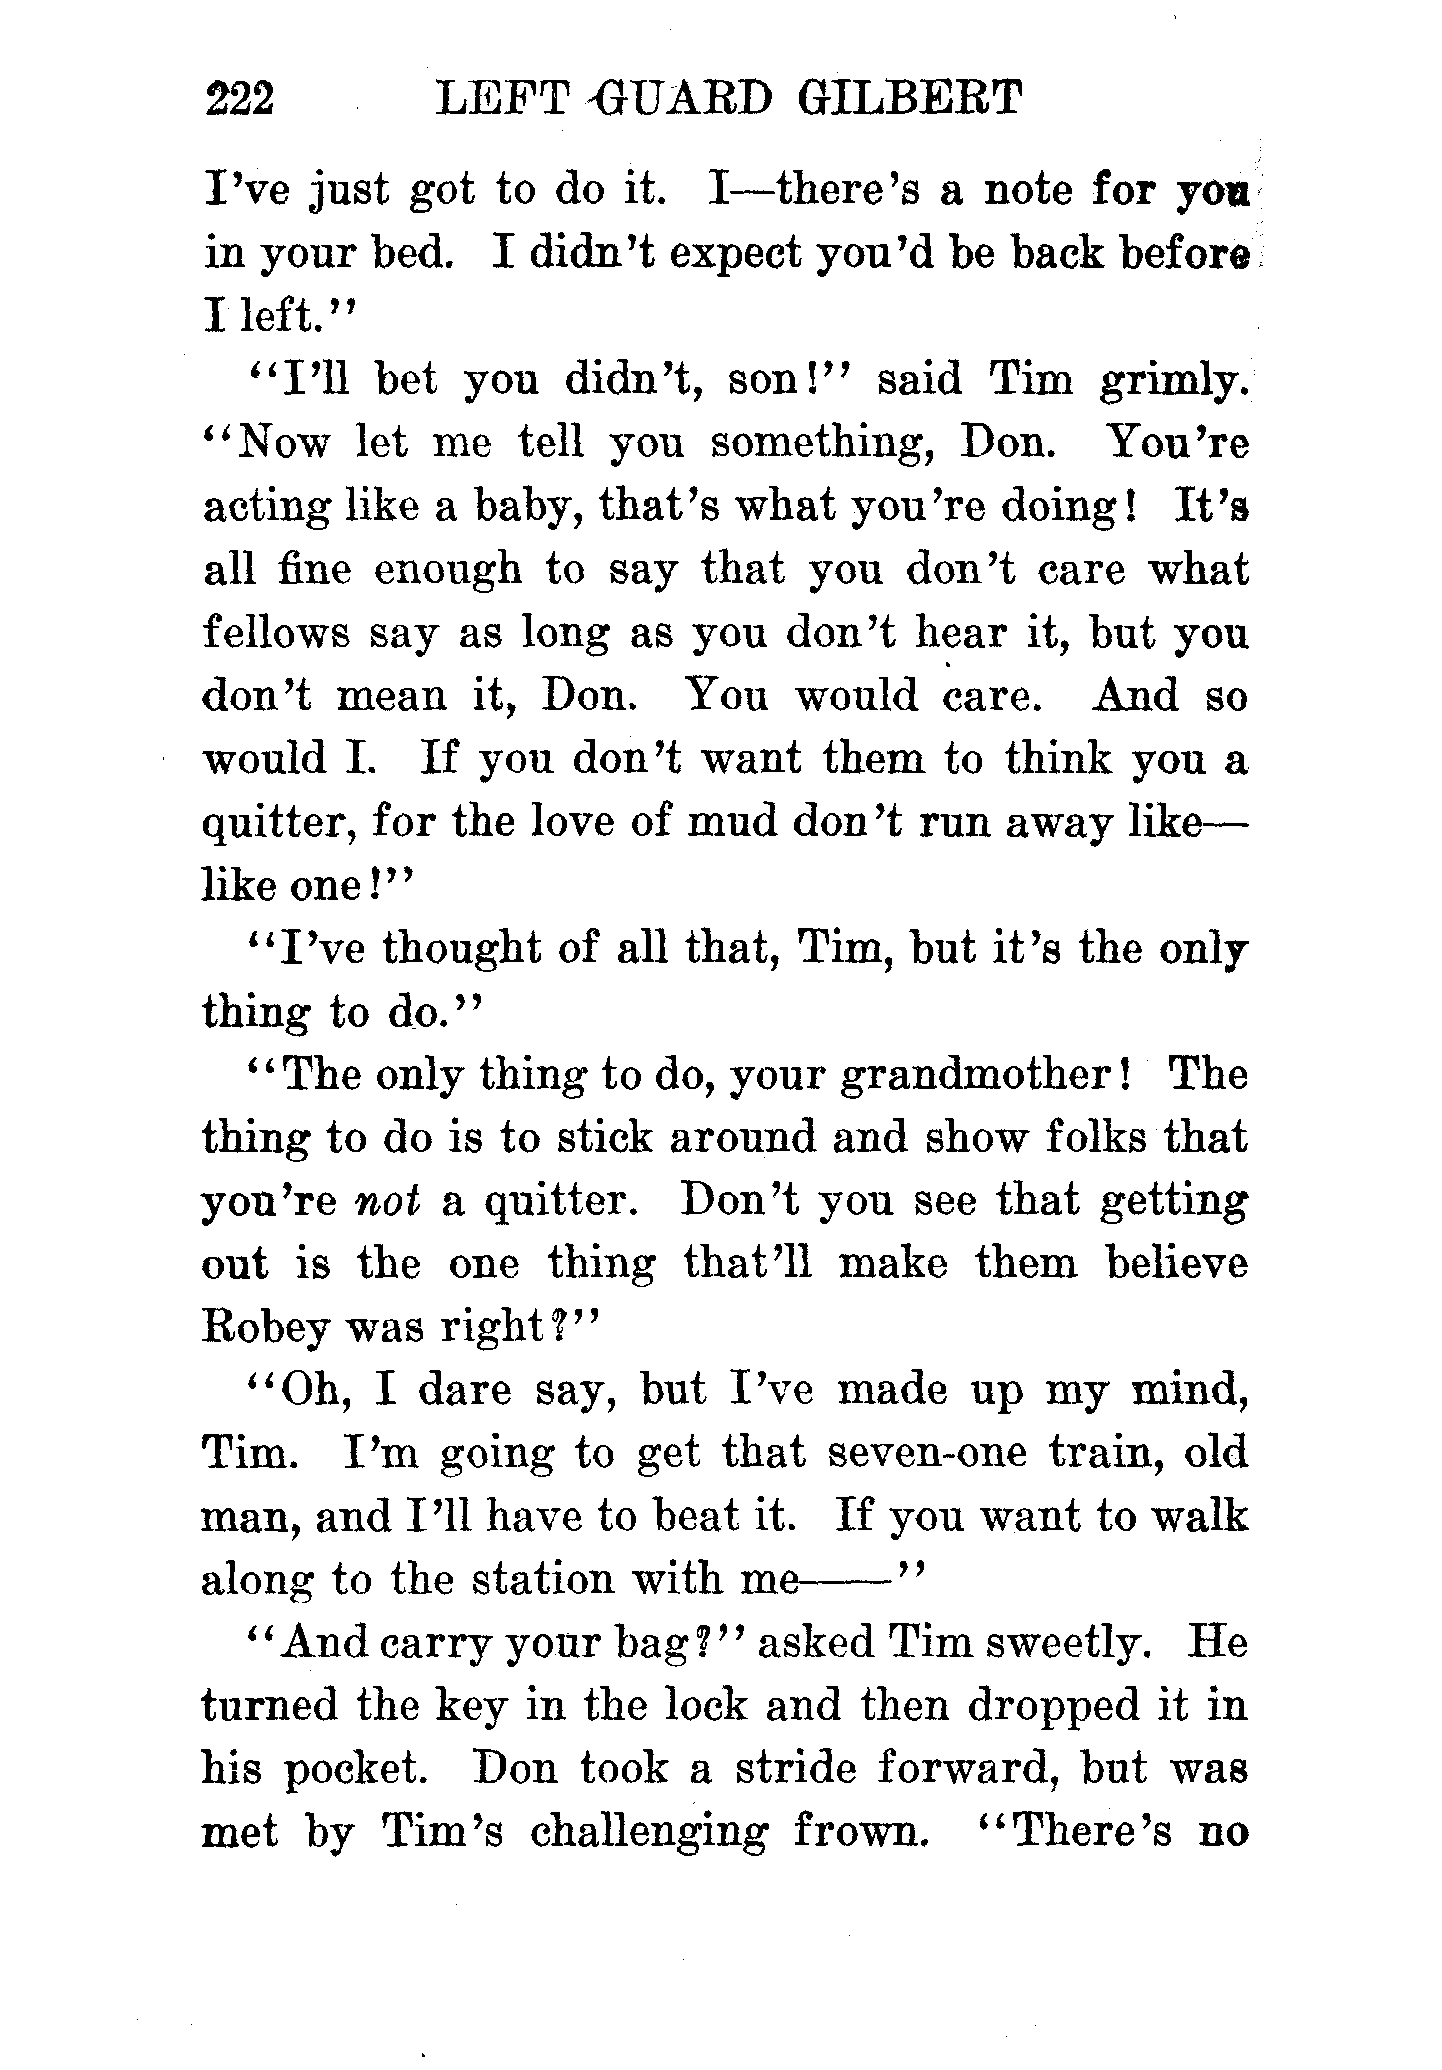 222 LEFT GUARD GILBERT
I've just got to do it. I—there's a note for you
in your bed. I didn't expect you'd be back before
I left."
"I'll bet you didn't, son!" said Tim grimly.
"Now let me tell you something, Don. You're
acting like a baby, that's what you're doing! It's
all fine enough to say that you don't care what
fellows say as long as you don't hear it, but you
don't mean it, Don. You would care. And so
would I. If you don't want them to think you a
quitter, for the love of mud don't run away like—
like one!"
"I've thought of all that, Tim, but it's the only
thing to do."
"The only thing to do, your grandmother! The
thing to do is to stick around and show folks that
you're not a quitter. Don't you see that getting
out is the one thing that'll make them believe
Robey was right?"
"Oh, I dare say, but I've made up my mind,
Tim. I'm going to get that seven-one train, old
man, and I'll have to beat it. If you want to walk
along to the station with me——"
"And carry your bag?" asked Tim sweetly. He
turned the key in the lock and then dropped it in
his pocket. Don took a stride forward, but was
met by Tim's challenging frown. "There's no